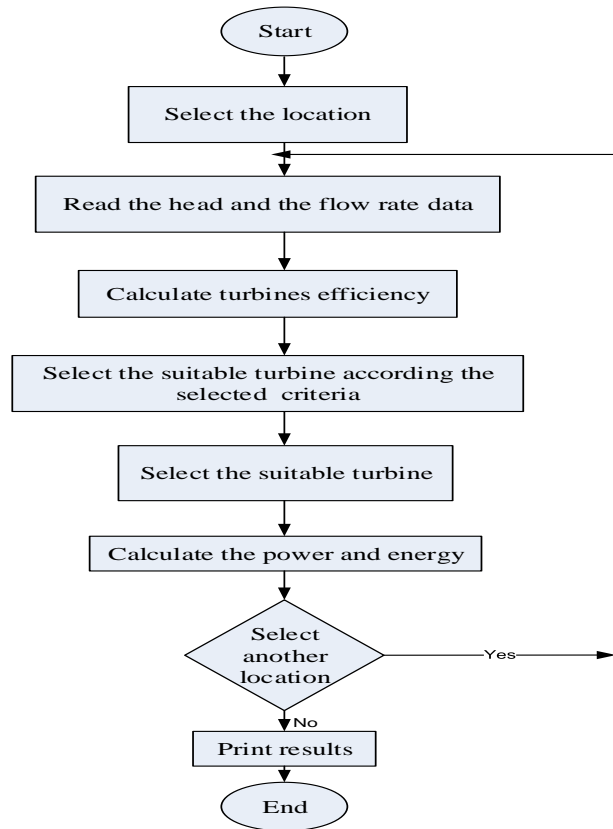 Start
Select the location
Read the head and the flow rate data
Calculate turbines efficiency
Select the suitable turbine according the
selected criteria
Select the suitable turbine
Calculate the power and energy
Select
another
location
Yes
No
Print results
End